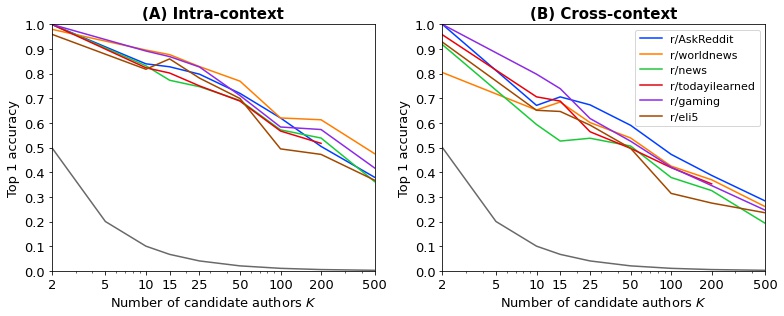 (A) Intra-context
1.0
0.9
0.8
0.7
0.6
0.5
0.4
0.3
0.2
0.1
0.0
Top 1 accuracy
2 5 10 15 25 50 100 200 500
Number of candidate authors K
(B) Cross-context
1.0
0.9
0.8
0.7
0.6
0.5
0.4
0.3
0.2
0.1
0.0
Top 1 accuracy
r/AskReddit
r/worldnews
r/news
r/todayilearned
r/gaming
r/eli5
2 5 10 15 25 50 100 200 500
Number of candidate authors K